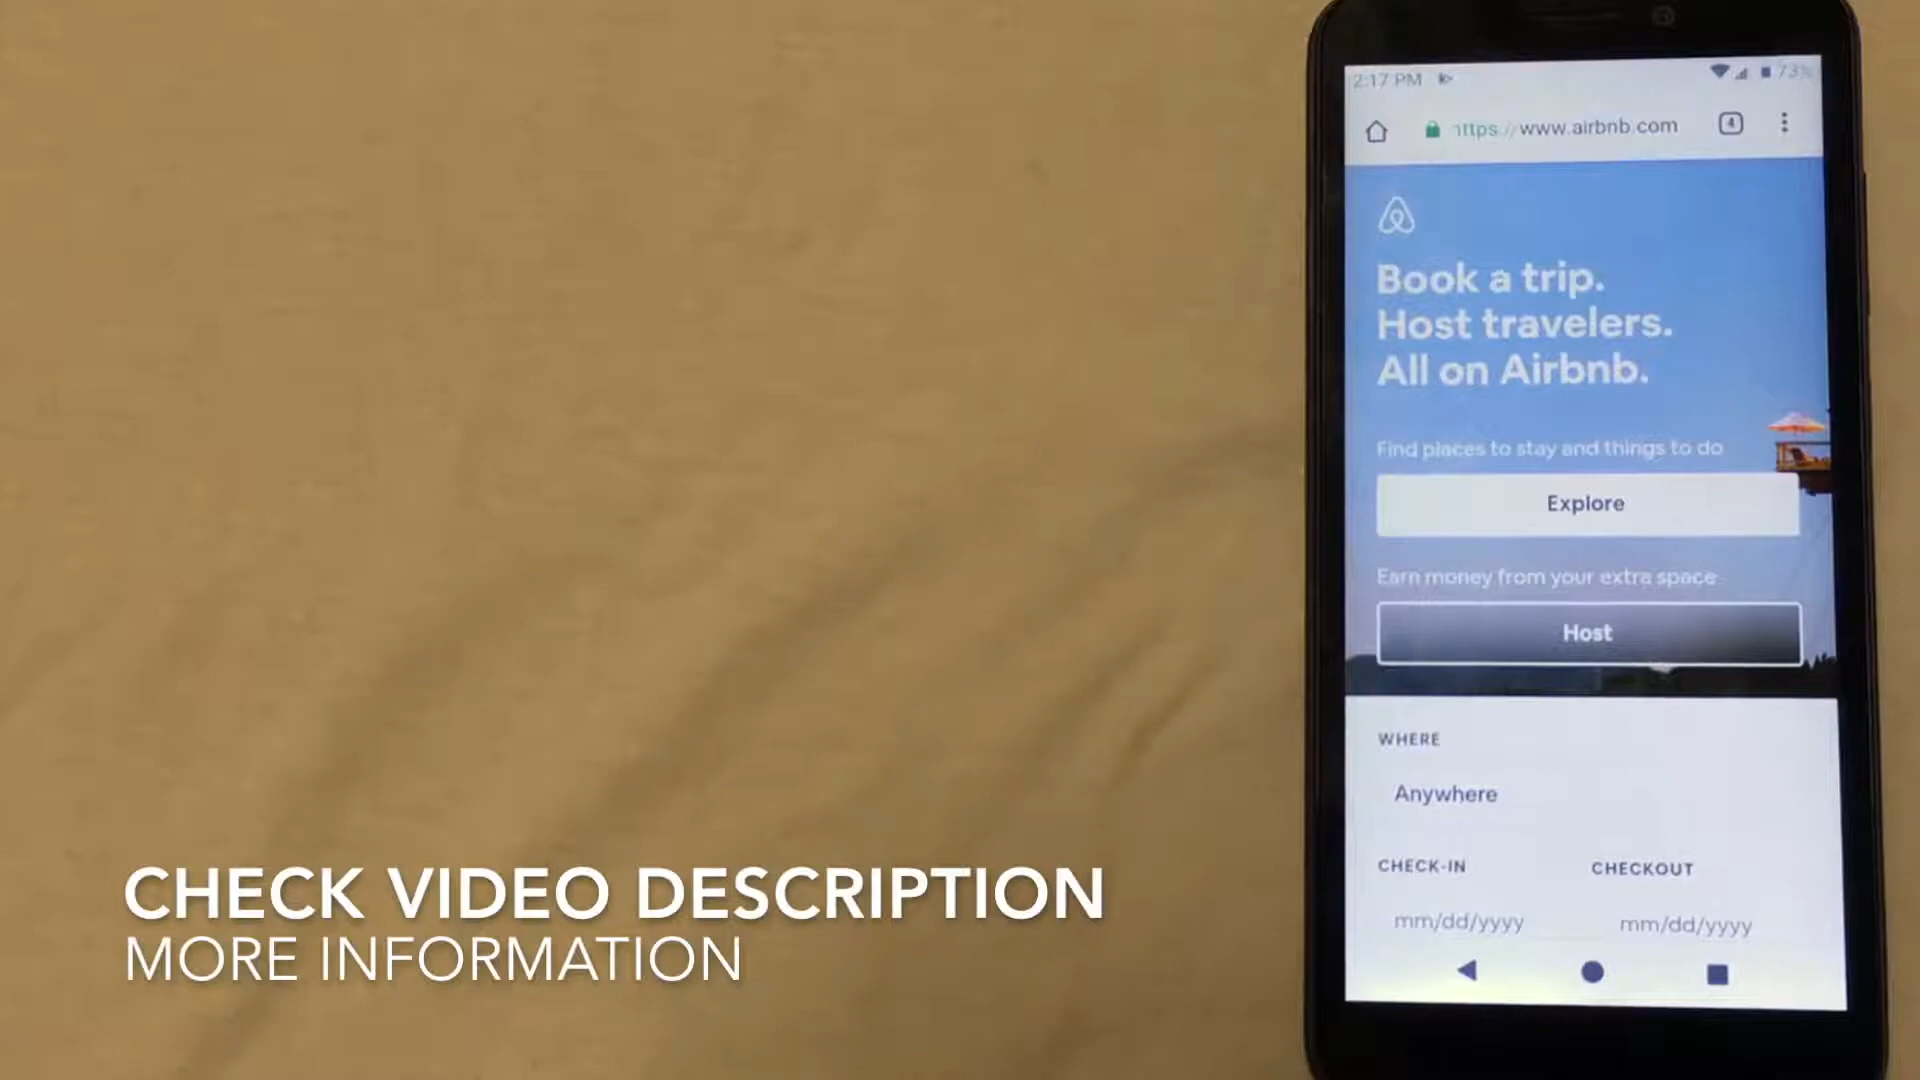 2:17 PM
73%
https://www.airbnb.com
4
Book a trip.
Host travelers.
All on Airbnb.
Find places to stay and things to do
Explore
Earn money from your extra space
Host
WHERE
Anywhere
CHECK-IN
CHECKOUT
mm/dd/yyyy
mm/dd/yyyy
CHECK VIDEO DESCRIPTION
MORE INFORMATION